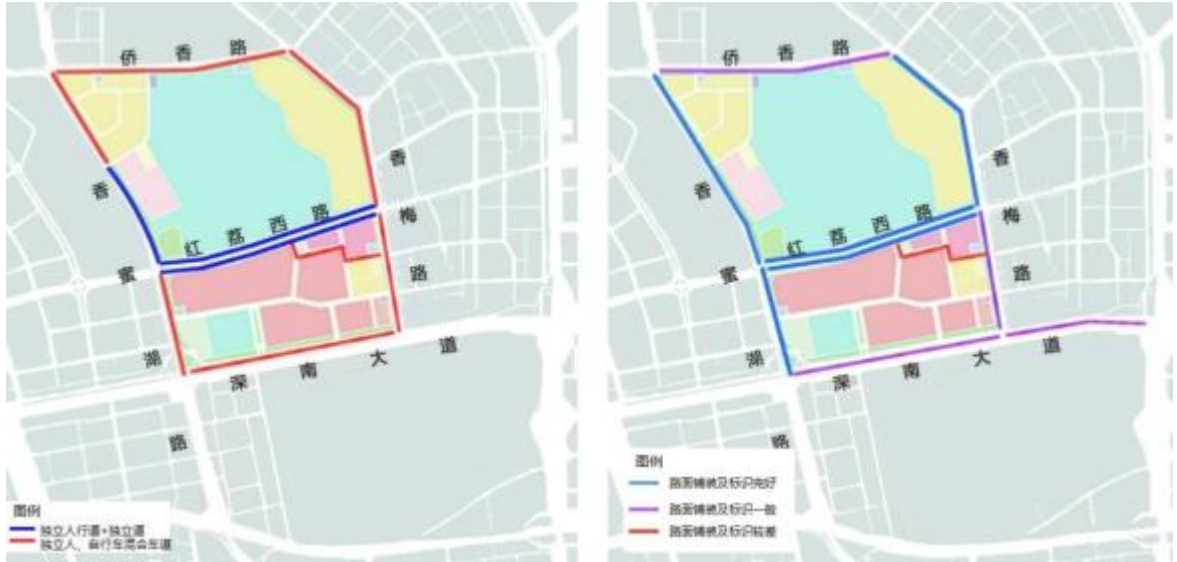 侨香路
香蜜湖路
红荔西路
香梅路
深南大道
图例
独立人行道+独立道
独立人、自行车混合车道
侨香路
香蜜湖路
红荔西路
香梅路
深南大道
图例
路面铺装及标识完好
路面铺装及标识一般
路面铺装及标识较差